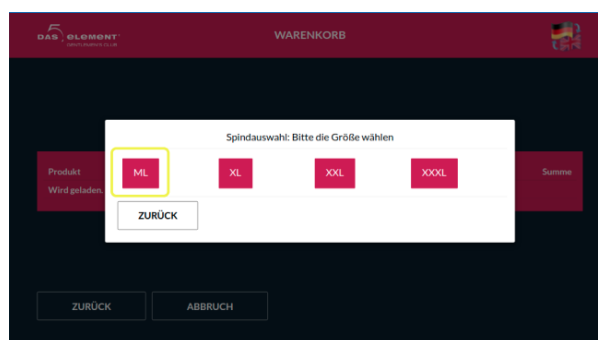 DAS 5 ELEMENT
WARENKORB
Spindauswahl: Bitte die Größe wählen
ML XL XXL XXXL
Produkt Summe
Wird geladen.
ZURÜCK
ZURÜCK ABBRUCH